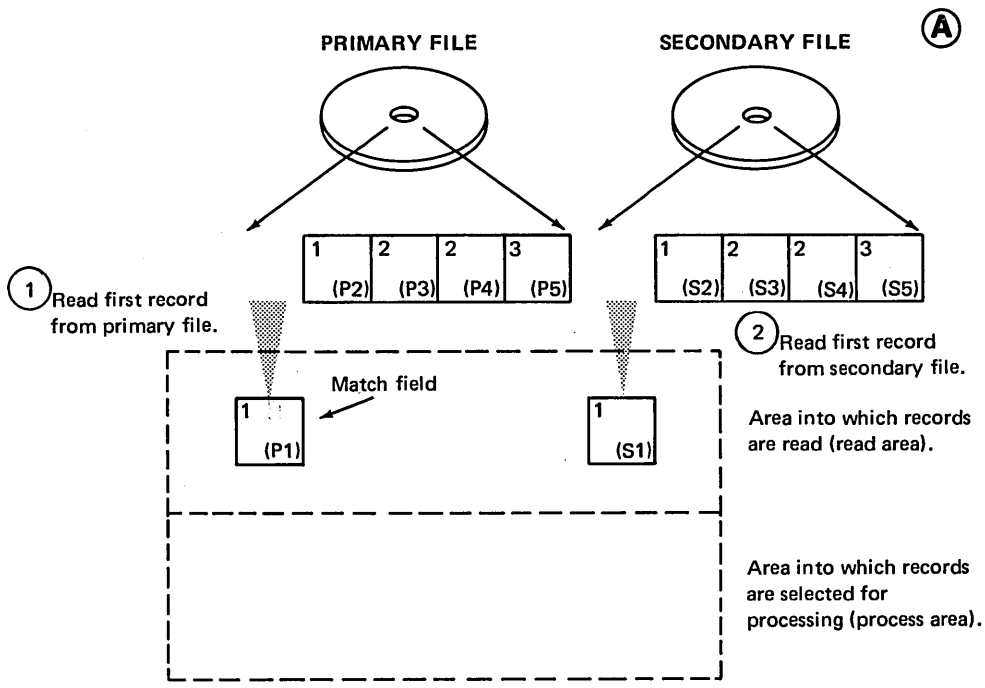 A
PRIMARY FILE
SECONDARY FILE
1 2 2 3
(P2) (P3) (P4) (P5)
1 2 2 3
(S2) (S3) (S4) (S5)
1 Read first record
from primary file.
2 Read first record
from secondary file.
Match field
1
(P1)
1
(S1)
Area into which records
are read (read area).
Area into which records
are selected for
processing (process area).